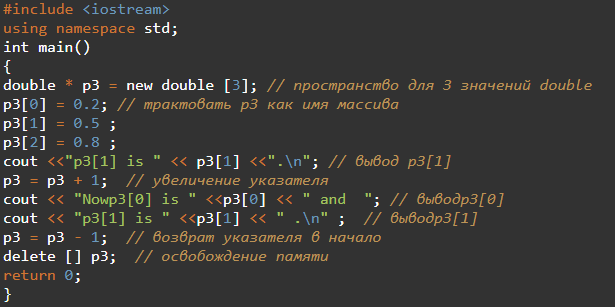 #include <iostream>
using namespace std;
int main()
{
double * p3 = new double [3]; // пространство для 3 значений double
p3[0] = 0.2; // трактовать p3 как имя массива
p3[1] = 0.5 ;
p3[2] = 0.8 ;
cout <<"p3[1] is " << p3[1] <<".\n"; // вывод p3[1]
p3 = p3 + 1;  // увеличение указателя
cout << "Nowp3[0] is " <<p3[0] << " and  "; // выводp3[0]
cout << "p3[1] is " <<p3[1] << " .\n" ;  // выводp3[1]
p3 = p3 - 1;  // возврат указателя в начало
delete [] p3;  // освобождение памяти
return 0;
}